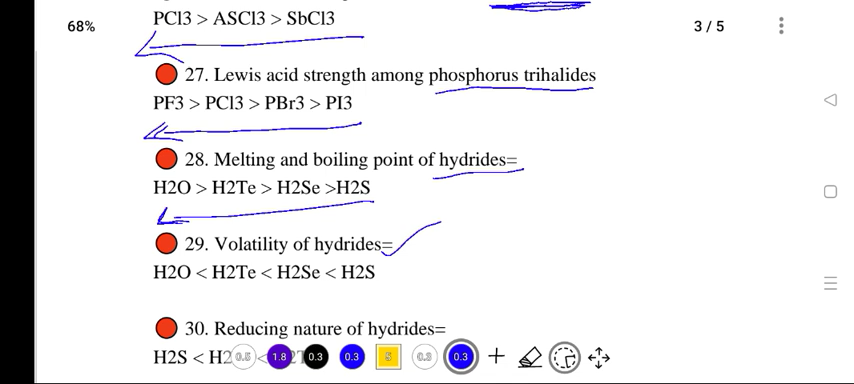 68%
PCl3 > ASCl3 > SbCl3
3 / 5
27. Lewis acid strength among phosphorus trihalides
PF3 > PCl3 > PBr3 > PI3
28. Melting and boiling point of hydrides=
H2O > H2Te > H2Se >H2S
29. Volatility of hydrides=
H2O < H2Te < H2Se < H2S
30. Reducing nature of hydrides=
H2S < H2
0.5 1.8 0.3 0.3 5 0.3 0.3